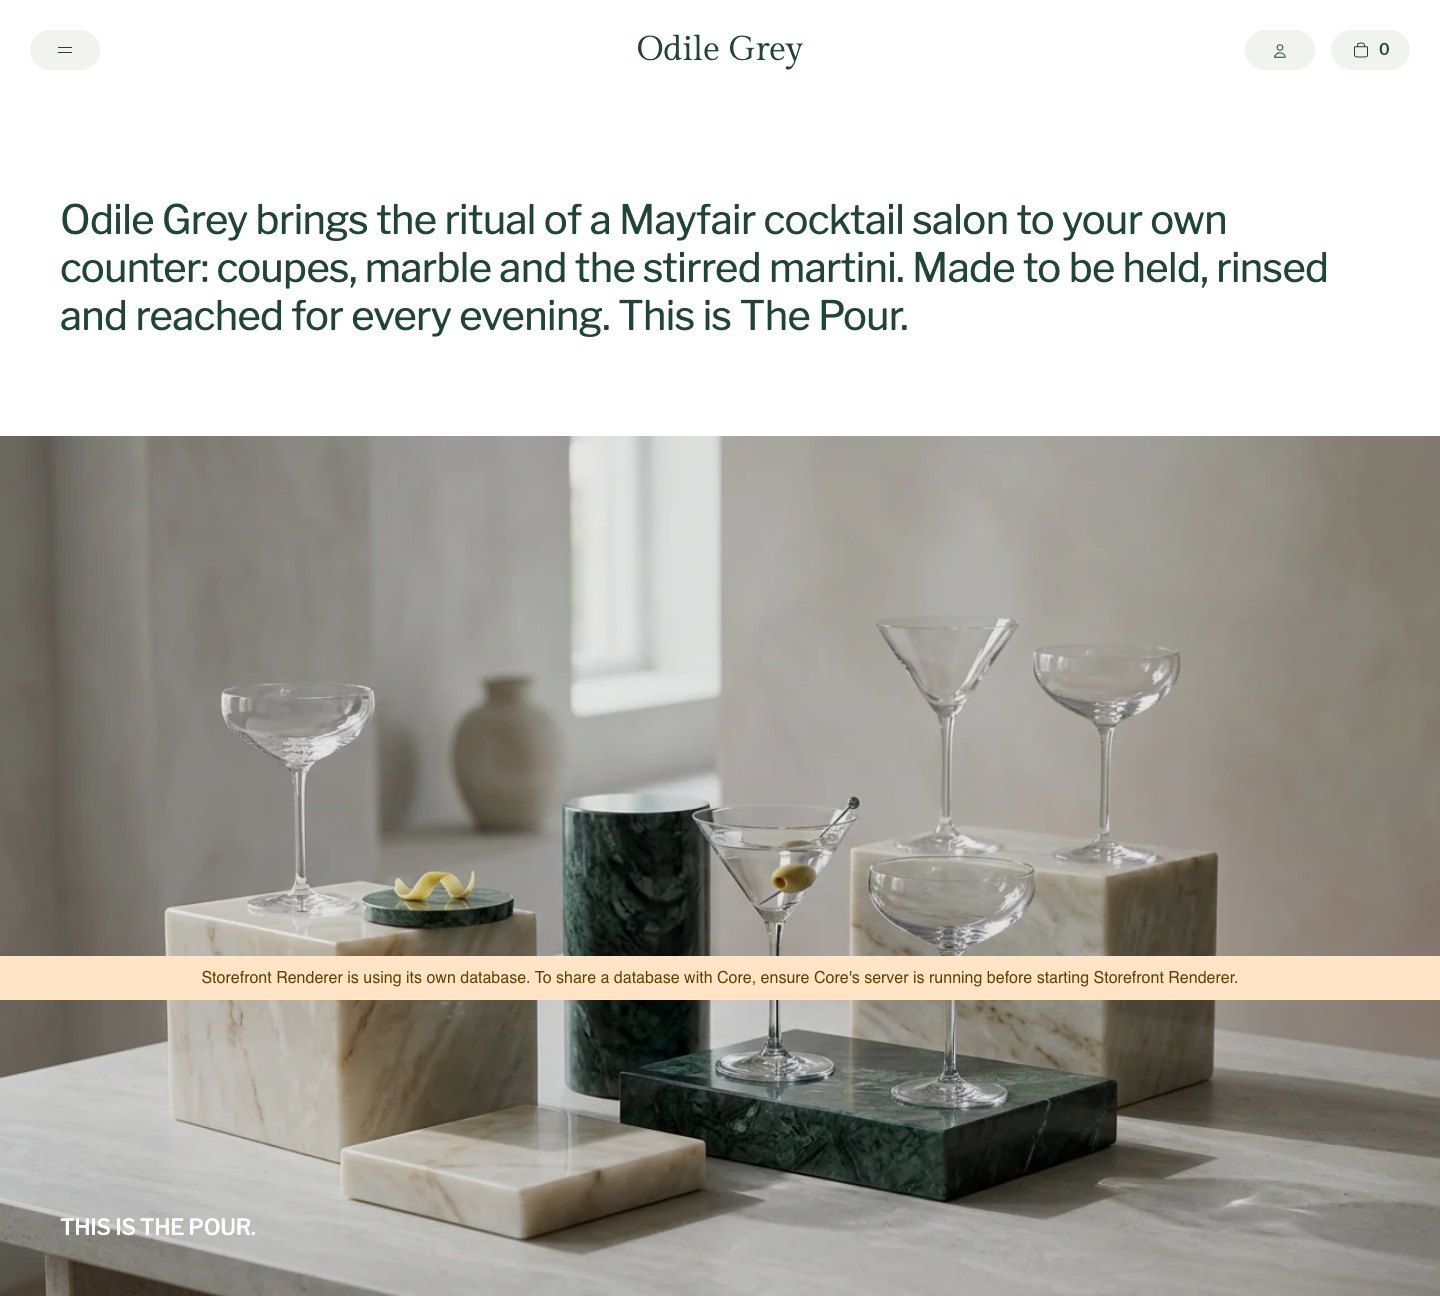 Odile Grey
0
Odile Grey brings the ritual of a Mayfair cocktail salon to your own
counter: coupes, marble and the stirred martini. Made to be held, rinsed
and reached for every evening. This is The Pour.
Storefront Renderer is using its own database. To share a database with Core, ensure Core's server is running before starting Storefront Renderer.
THIS IS THE POUR.